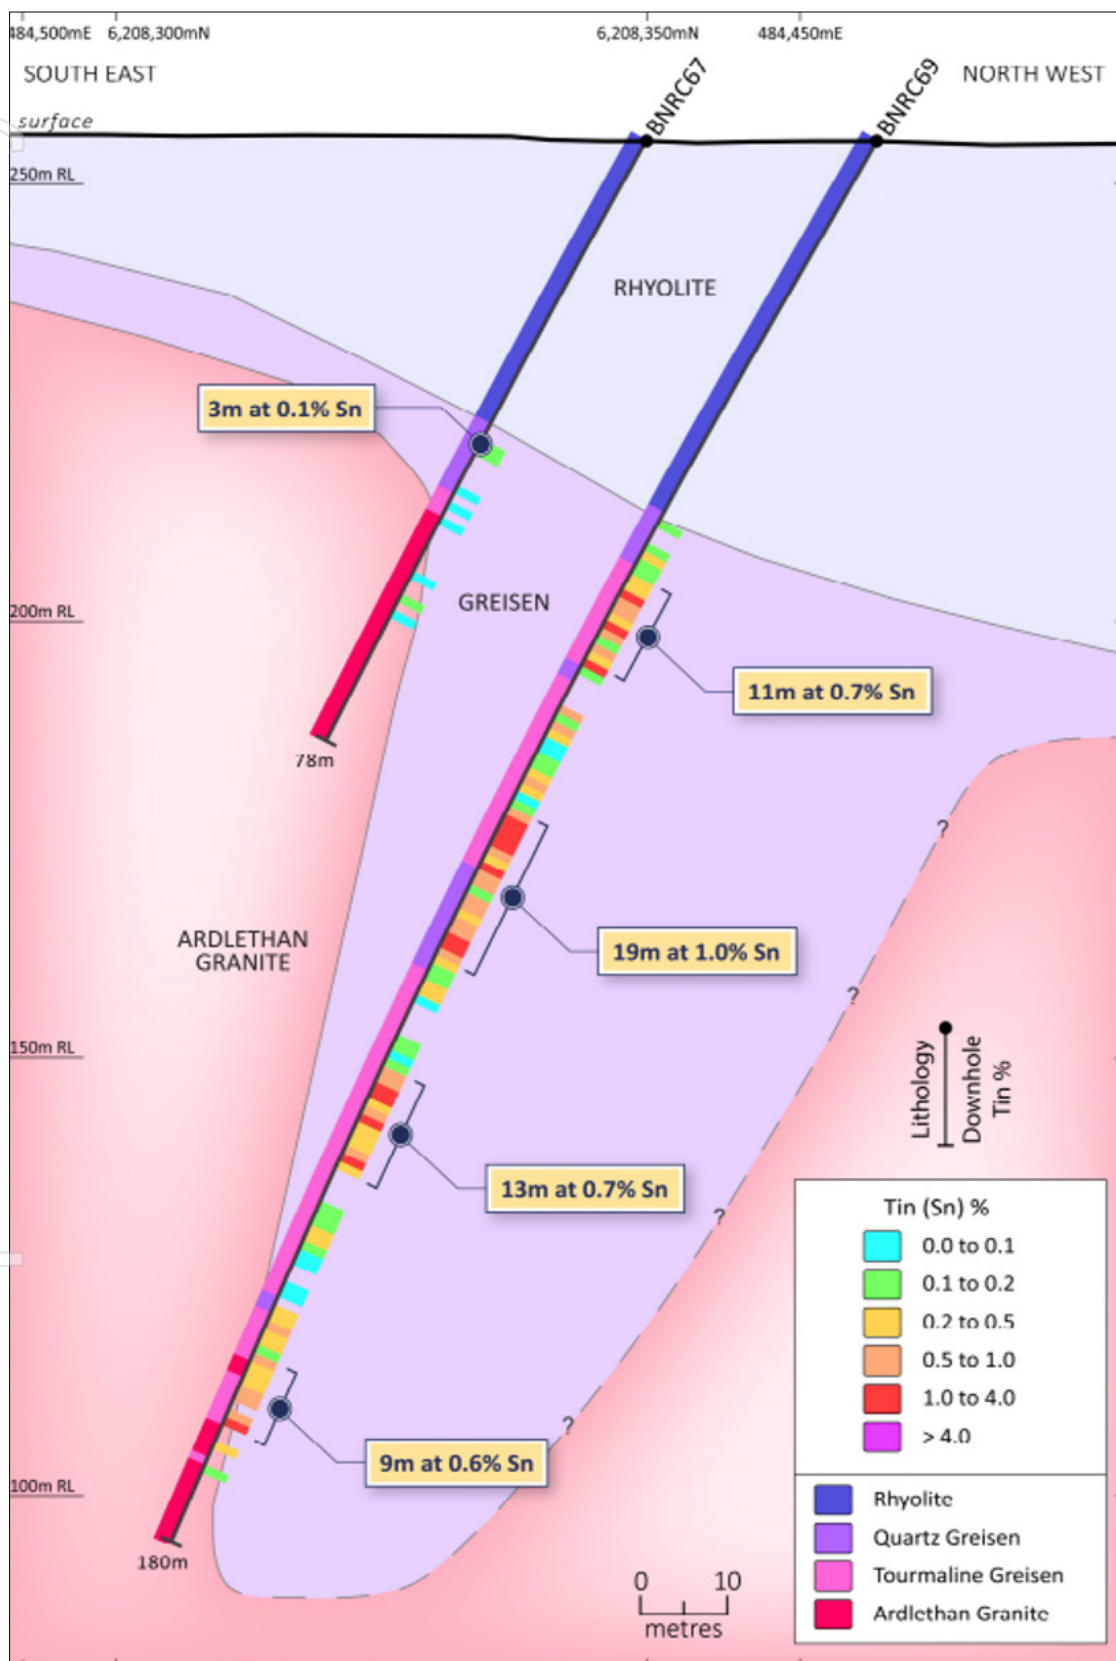 484,500mE 6,208,300mN 6,208,350mN 484,450mE
SOUTH EAST NORTH WEST
BNRC67
BNRC69
surface
250m RL
RHYOLITE
3m at 0.1% Sn
200m RL
GREISEN
11m at 0.7% Sn
78m
?
ARDLETHAN
GRANITE
19m at 1.0% Sn
?
150m RL
Lithology
Downhole
Tin %
13m at 0.7% Sn
?
Tin (Sn) %
0.0 to 0.1
0.1 to 0.2
0.2 to 0.5
0.5 to 1.0
1.0 to 4.0
> 4.0
?
9m at 0.6% Sn
100m RL
Rhyolite
Quartz Greisen
Tourmaline Greisen
Ardlethan Granite
180m
0 10
metres